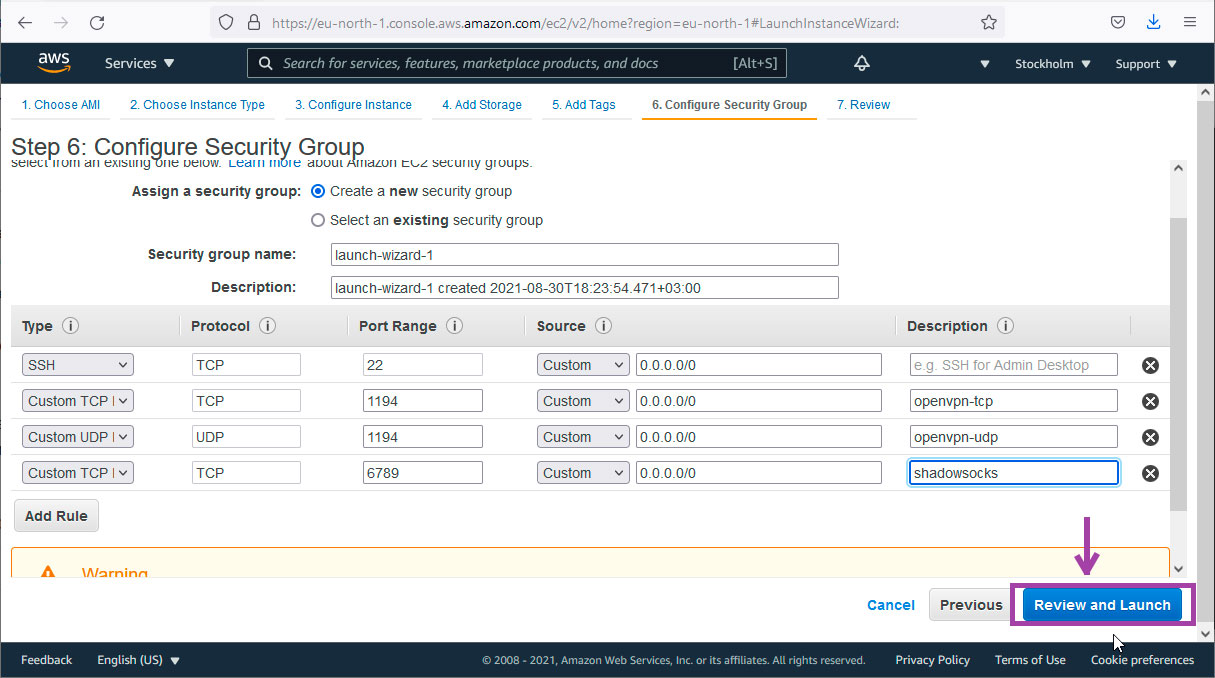 https://eu-north-1.console.aws.amazon.com/ec2/v2/home?region=eu-north-1#LaunchInstanceWizard:
aws Services Search for services, features, marketplace products, and docs [Alt+S] Stockholm Support
1. Choose AMI 2. Choose Instance Type 3. Configure Instance 4. Add Storage 5. Add Tags 6. Configure Security Group 7. Review
Step 6: Configure Security Group
select from an existing one below. Learn more about Amazon EC2 security groups.
Assign a security group: Create a new security group
Select an existing security group
Security group name: launch-wizard-1
Description: launch-wizard-1 created 2021-08-30T18:23:54.471+03:00
Type i Protocol i Port Range i Source i Description i
SSH TCP 22 Custom 0.0.0.0/0 e.g. SSH for Admin Desktop
Custom TCP TCP 1194 Custom 0.0.0.0/0 openvpn-tcp
Custom UDP UDP 1194 Custom 0.0.0.0/0 openvpn-udp
Custom TCP TCP 6789 Custom 0.0.0.0/0 shadowsocks
Add Rule
Warning
Cancel Previous Review and Launch
Feedback English (US) © 2008 - 2021, Amazon Web Services, Inc. or its affiliates. All rights reserved. Privacy Policy Terms of Use Cookie preferences